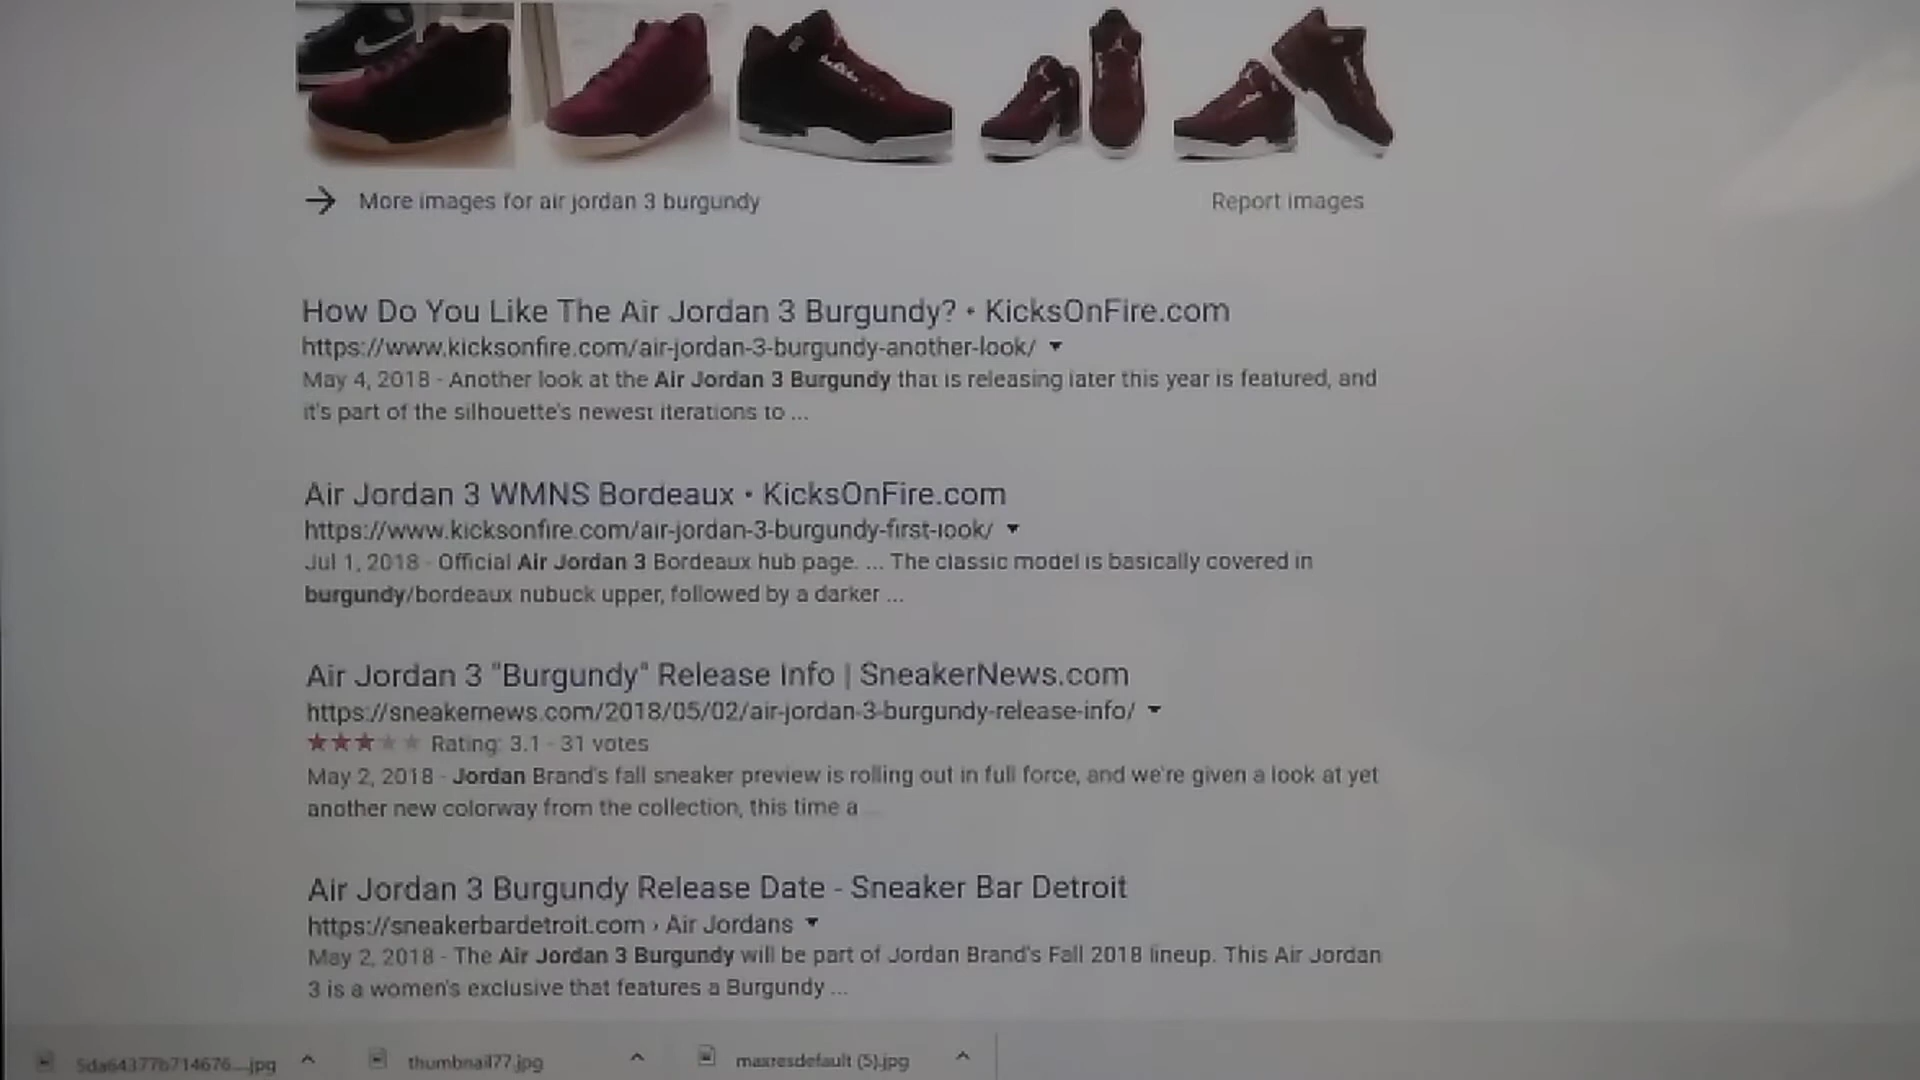 More images for air jordan 3 burgundy
Report images
How Do You Like The Air Jordan 3 Burgundy? • KicksOnFire.com
https://www.kicksonfire.com/air-jordan-3-burgundy-another-look/
May 4, 2018 - Another look at the Air Jordan 3 Burgundy that is releasing later this year is featured, and
it's part of the silhouette's newest iterations to ...
Air Jordan 3 WMNS Bordeaux • KicksOnFire.com
https://www.kicksonfire.com/air-jordan-3-burgundy-first-look/
Jul 1, 2018 - Official Air Jordan 3 Bordeaux hub page. ... The classic model is basically covered in
burgundy/bordeaux nubuck upper, followed by a darker ...
Air Jordan 3 "Burgundy" Release Info | SneakerNews.com
https://sneakernews.com/2018/05/02/air-jordan-3-burgundy-release-info/
Rating: 3.1 - 31 votes
May 2, 2018 - Jordan Brand's fall sneaker preview is rolling out in full force, and we're given a look at yet
another new colorway from the collection, this time a ...
Air Jordan 3 Burgundy Release Date - Sneaker Bar Detroit
https://sneakerbardetroit.com › Air Jordans
May 2, 2018 - The Air Jordan 3 Burgundy will be part of Jordan Brand's Fall 2018 lineup. This Air Jordan
3 is a women's exclusive that features a Burgundy ...
5da64377b714676....jpg
thumbnail77.jpg
maxresdefault (5).jpg